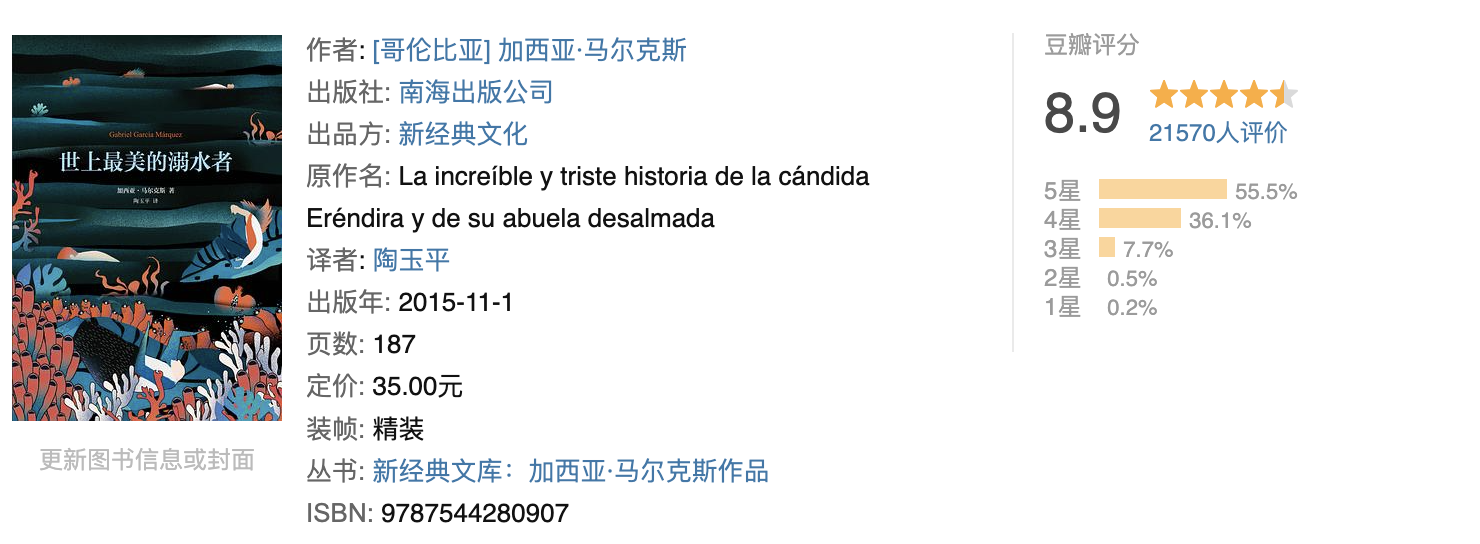 Gabriel García Márquez
世上最美的溺水者
加西亚·马尔克斯 著
陶玉平 译
更新图书信息或封面
作者: [哥伦比亚] 加西亚·马尔克斯
出版社: 南海出版公司
出品方: 新经典文化
原作名: La increíble y triste historia de la cándida
Eréndira y de su abuela desalmada
译者: 陶玉平
出版年: 2015-11-1
页数: 187
定价: 35.00元
装帧: 精装
丛书: 新经典文库：加西亚·马尔克斯作品
ISBN: 9787544280907
豆瓣评分
8.9
21570人评价
5星 55.5%
4星 36.1%
3星 7.7%
2星 0.5%
1星 0.2%